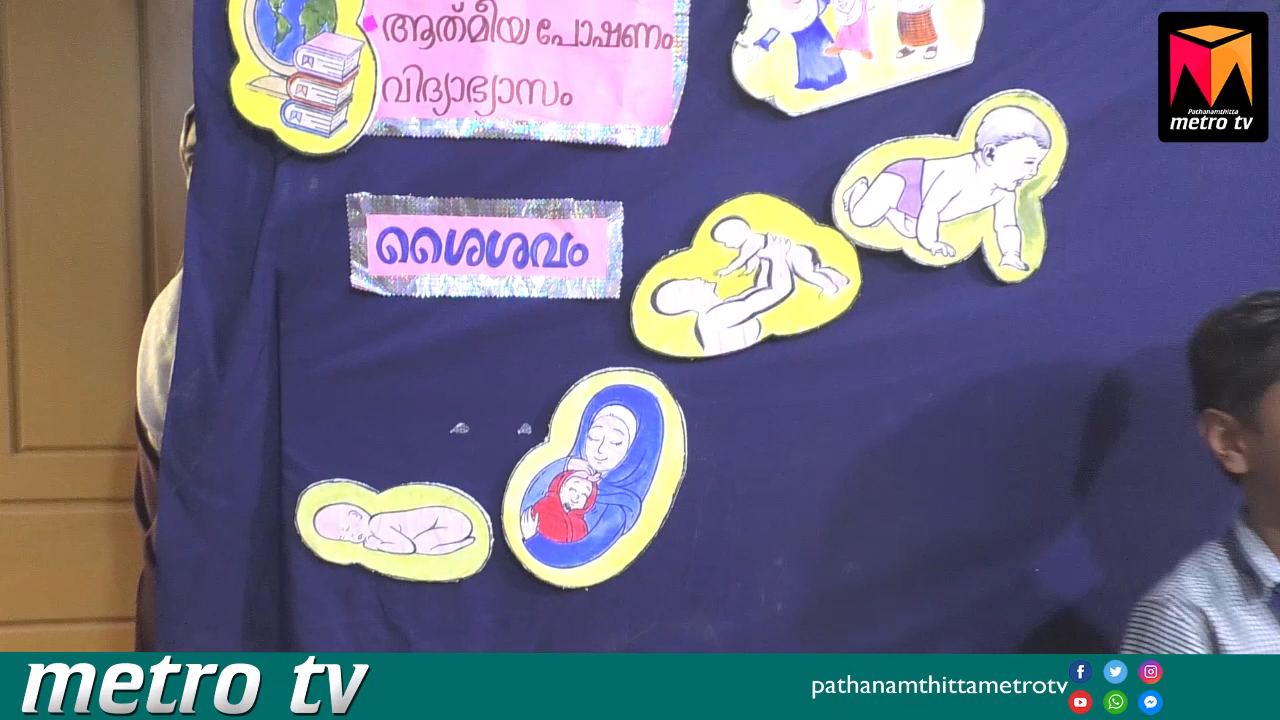 ആത്മീയ പോഷണം
വിദ്യാഭ്യാസം
ശൈശവം
Pathanamthitta
metro tv
metro tv
pathanamthittametrotv